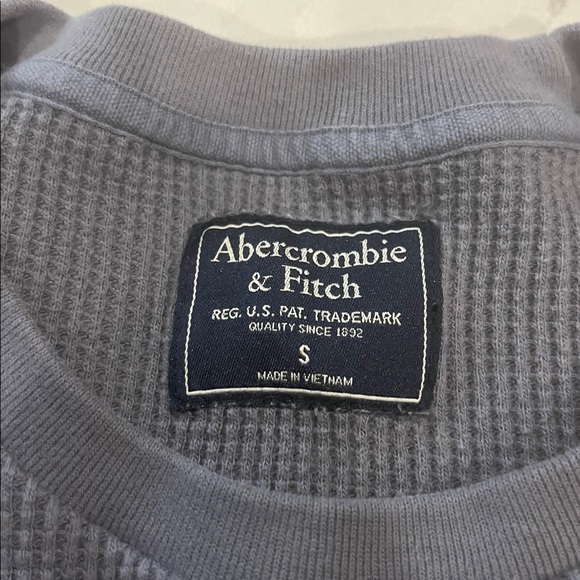 Abercrombie
& Fitch
REG. U.S. PAT. TRADEMARK
QUALITY SINCE 1892
S
MADE IN VIETNAM